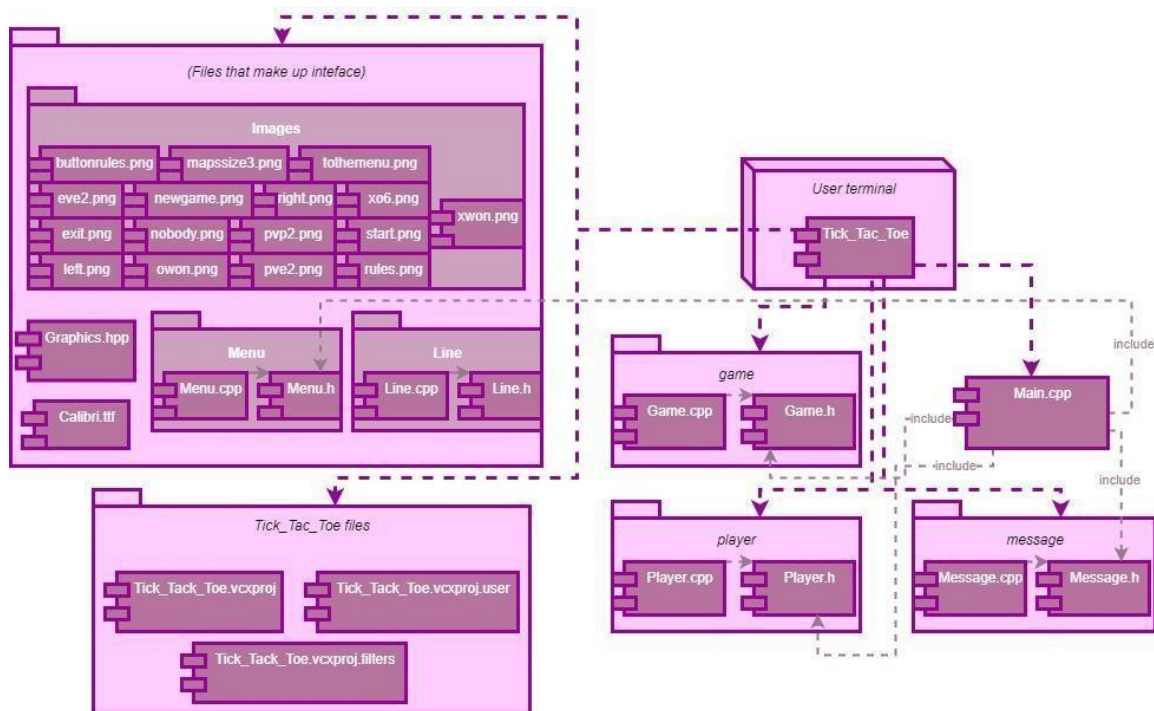 (Files that make up inteface)
Images
buttonrules.png
mapssize3.png
tothemenu.png
eve2.png
newgame.png
right.png
xo6.png
xwon.png
exit.png
nobody.png
pvp2.png
start.png
left.png
owon.png
pve2.png
rules.png
Graphics.hpp
Menu
Menu.cpp
Menu.h
Line
Line.cpp
Line.h
Calibri.ttf
User terminal
Tick_Tac_Toe
include
game
Game.cpp
Game.h
Main.cpp
include
include
include
Tick_Tac_Toe files
Tick_Tack_Toe.vcxproj
Tick_Tack_Toe.vcxproj.user
Tick_Tack_Toe.vcxproj.filters
player
Player.cpp
Player.h
message
Message.cpp
Message.h